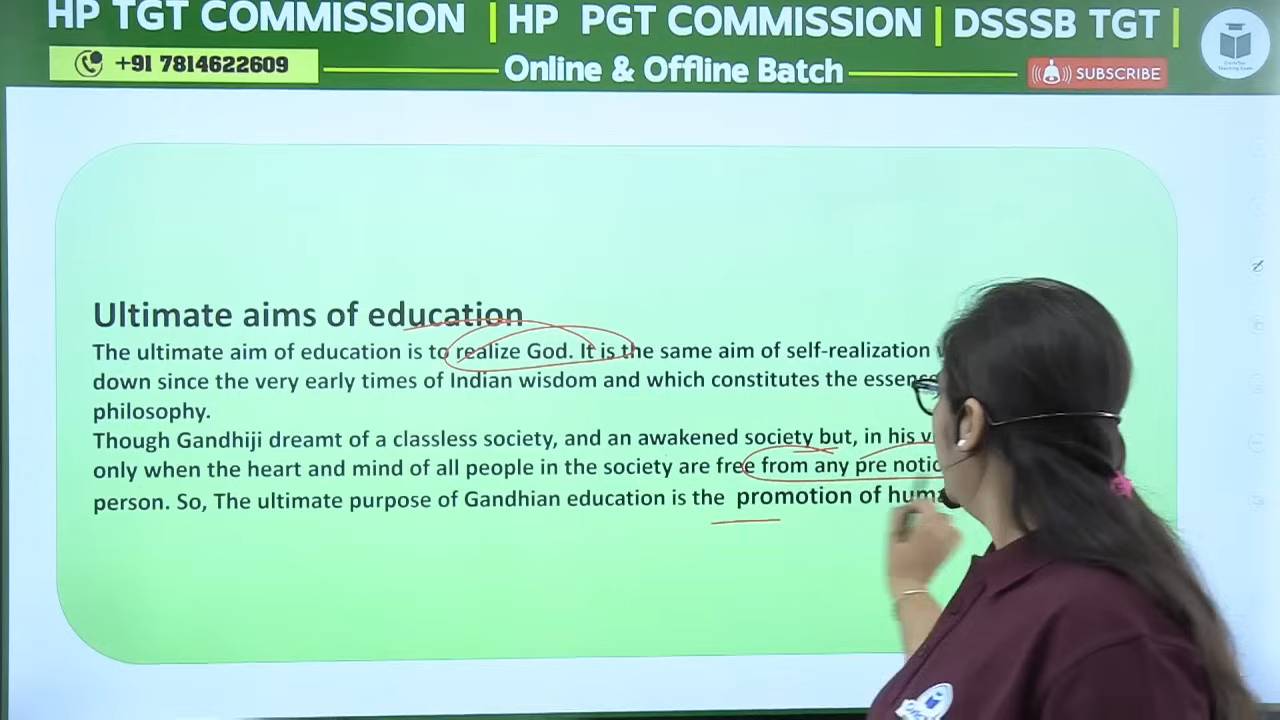 HP TGT COMMISSION | HP PGT COMMISSION | DSSSB TGT |
+91 7814622609
Online & Offline Batch
SUBSCRIBE
Ultimate aims of education
The ultimate aim of education is to realize God. It is the same aim of self-realization
down since the very early times of Indian wisdom and which constitutes the
philosophy.
Though Gandhiji dreamt of a classless society, and an awakened society but, in his
only when the heart and mind of all people in the society are free from any pre
person. So, The ultimate purpose of Gandhian education is the promotion of